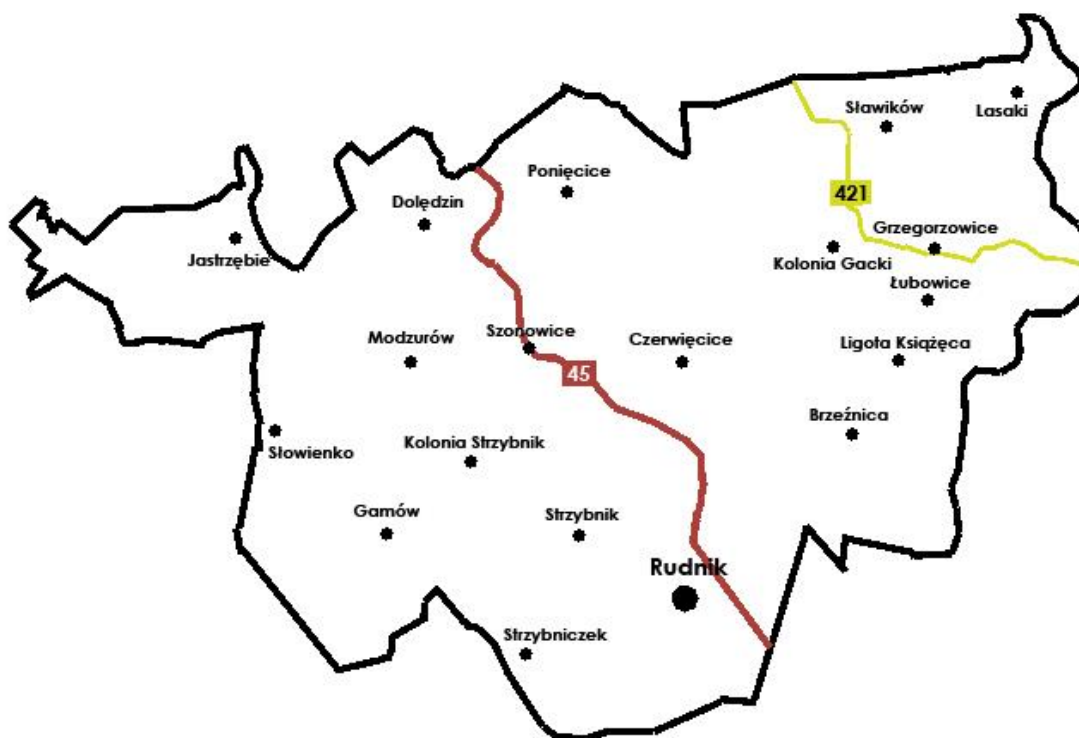 Sławików
Lasaki
Ponięcice
421
Dolędzin
Grzegorzowice
Jastrzębie
Kolonia Gacki
Łubowice
Szonowice
Modzurów
Czerwięcice
Ligota Książęca
45
Brzeźnica
Kolonia Strzybnik
Słowienko
Gamów
Strzybnik
Rudnik
Strzybniczek